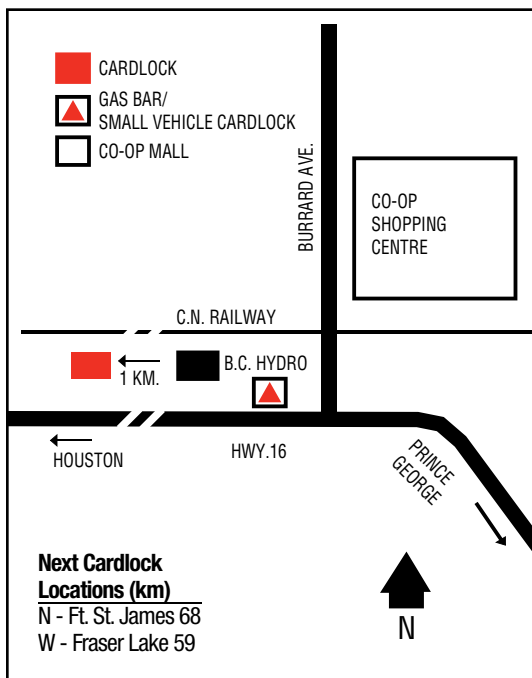 CARDLOCK
GAS BAR/
SMALL VEHICLE CARDLOCK
CO-OP MALL
BURRARD AVE.
CO-OP
SHOPPING
CENTRE
C.N. RAILWAY
B.C. HYDRO
1 KM.
HOUSTON
HWY.16
PRINCE
GEORGE
Next Cardlock
Locations (km)
N - Ft. St. James 68
W - Fraser Lake 59
N